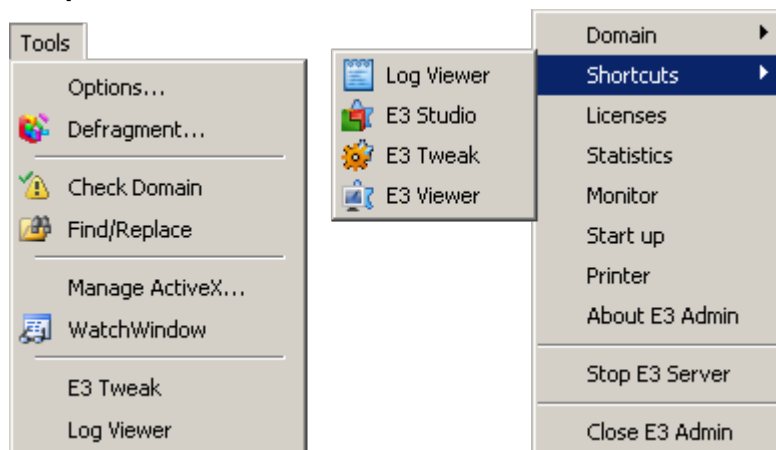 Tools
Options...
Defragment...
Check Domain
Find/Replace
Manage ActiveX...
WatchWindow
E3 Tweak
Log Viewer
Log Viewer
E3 Studio
E3 Tweak
E3 Viewer
Domain
Shortcuts
Licenses
Statistics
Monitor
Start up
Printer
About E3 Admin
Stop E3 Server
Close E3 Admin